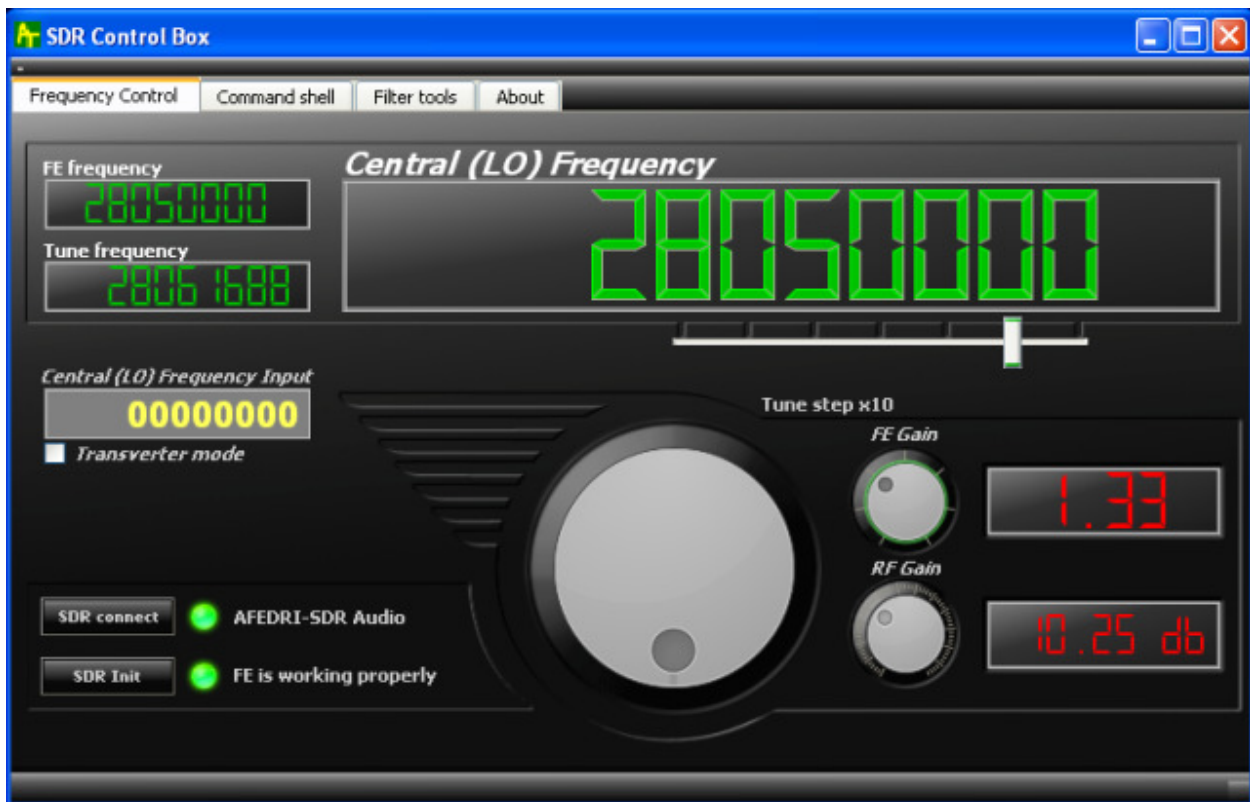 SDR Control Box
Frequency Control Command shell Filter tools About
FE frequency
28050000
Tune frequency
28061688
Central (LO) Frequency
28050000
Central (LO) Frequency Input
00000000
Transverter mode
Tune step x10
FE Gain
1.33
RF Gain
10.25 db
SDR connect
AFEDRI-SDR Audio
SDR Init
FE is working properly